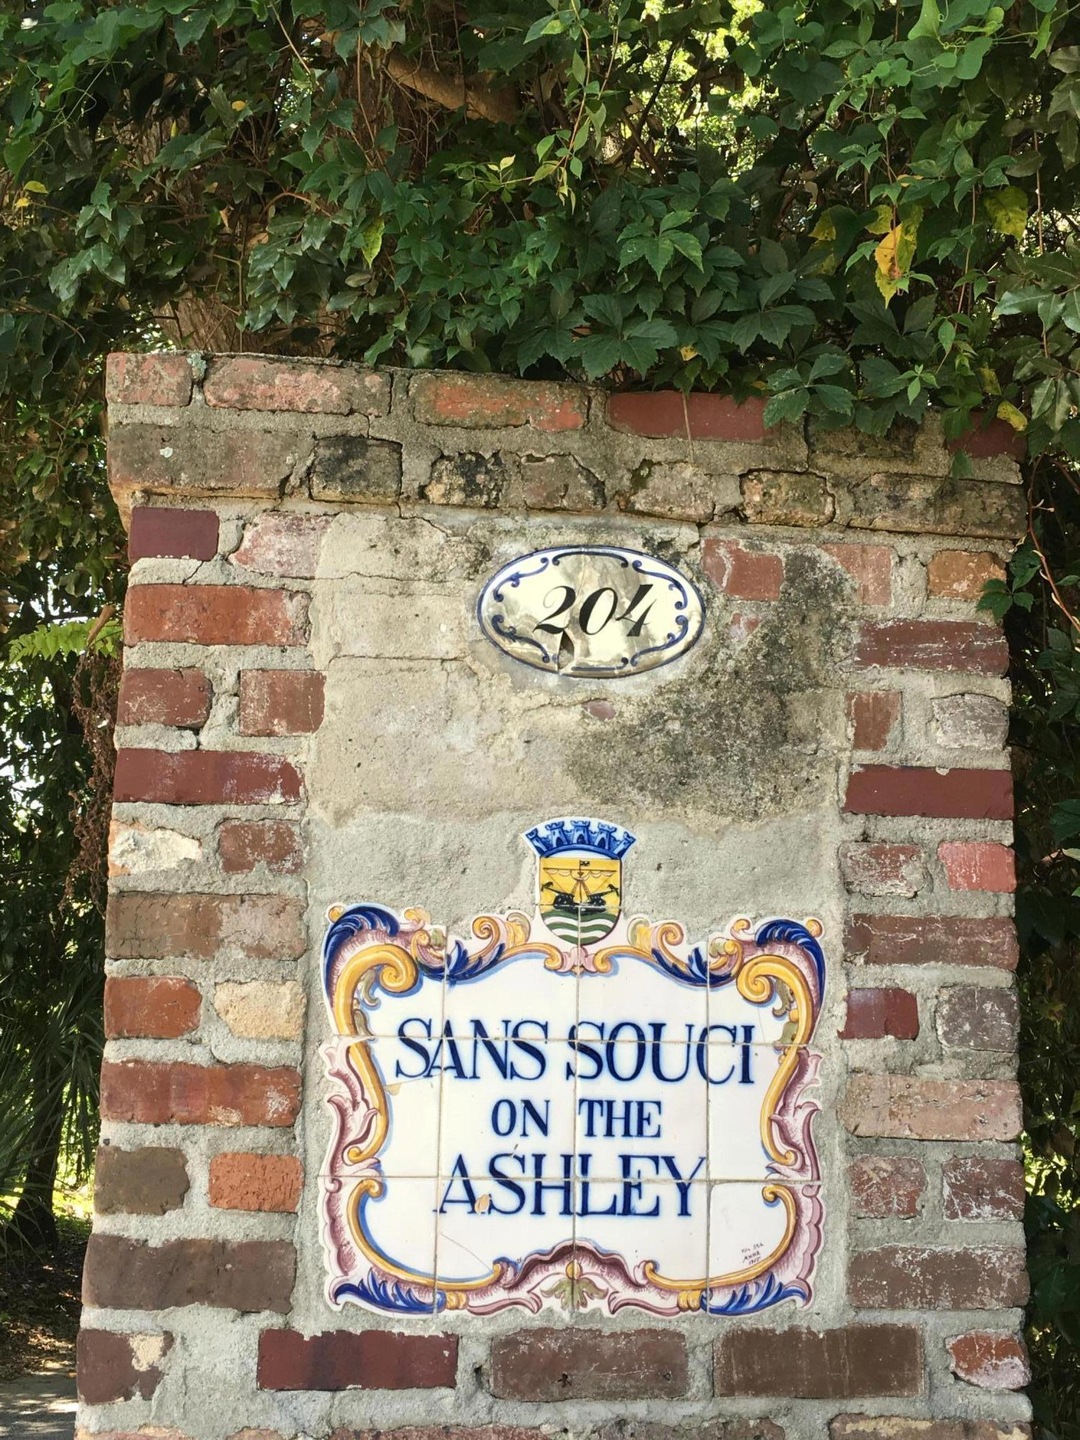 204
SANS SOUCI
ON THE
ASHLEY